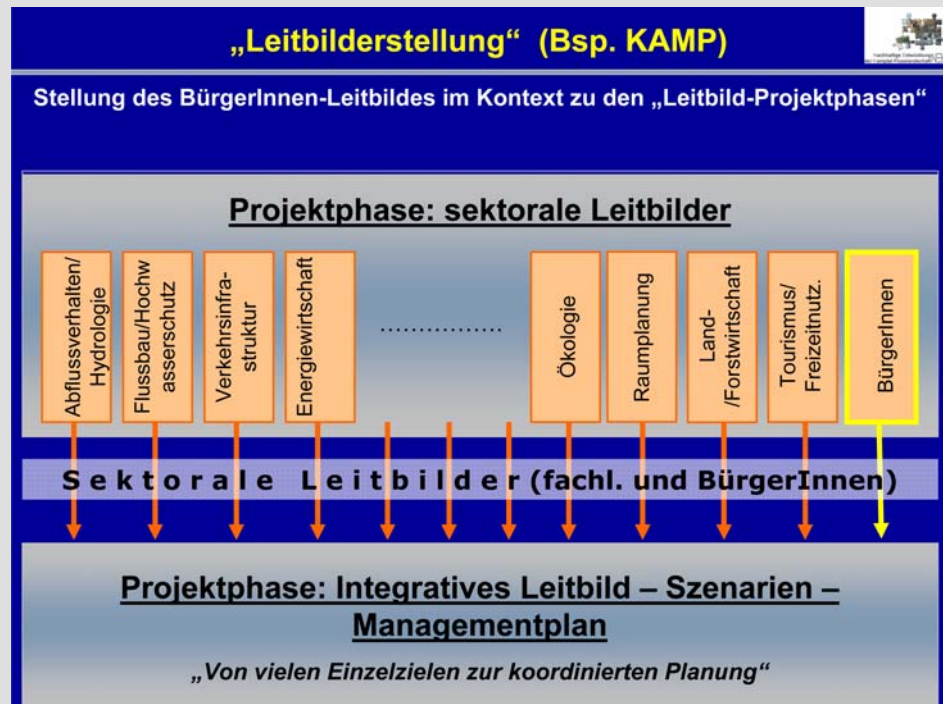 „Leitbilderstellung“ (Bsp. KAMP)
Stellung des BürgerInnen-Leitbildes im Kontext zu den „Leitbild-Projektphasen“
Projektphase: sektorale Leitbilder
Abflussverhalten/
Hydrologie
Flussbau/Hochw
asserschutz
Verkehrsinfra-
struktur
Energiewirtschaft
................
Ökologie
Raumplanung
Land-
/Forstwirtschaft
Tourismus/
Freizeitnutz.
BürgerInnen
Sektorale Leitbilder (fachl. und BürgerInnen)
Projektphase: Integratives Leitbild – Szenarien –
Managementplan
„Von vielen Einzelzielen zur koordinierten Planung“